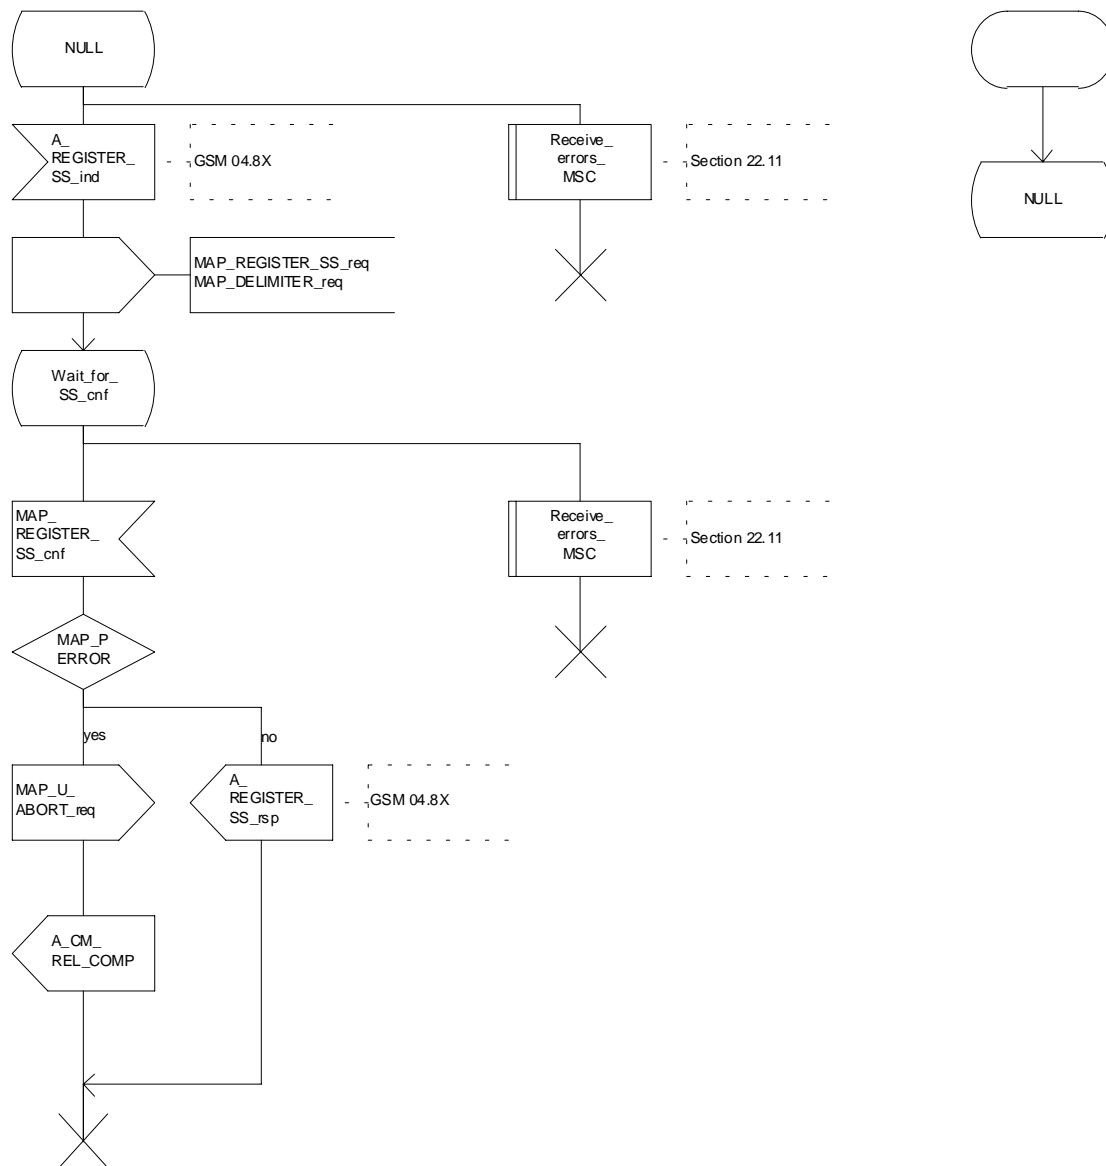 NULL
A_
REGISTER_
SS_ind
GSM 04.8X
Receive_
errors_
MSC
Section 22.11
NULL
MAP_REGISTER_SS_req
MAP_DELIMITER_req
Wait_for_
SS_cnf
MAP_
REGISTER_
SS_cnf
Receive_
errors_
MSC
Section 22.11
MAP_P
ERROR
yes
no
MAP_U_
ABORT_req
A_
REGISTER_
SS_rsp
GSM 04.8X
A_CM_
REL_COMP